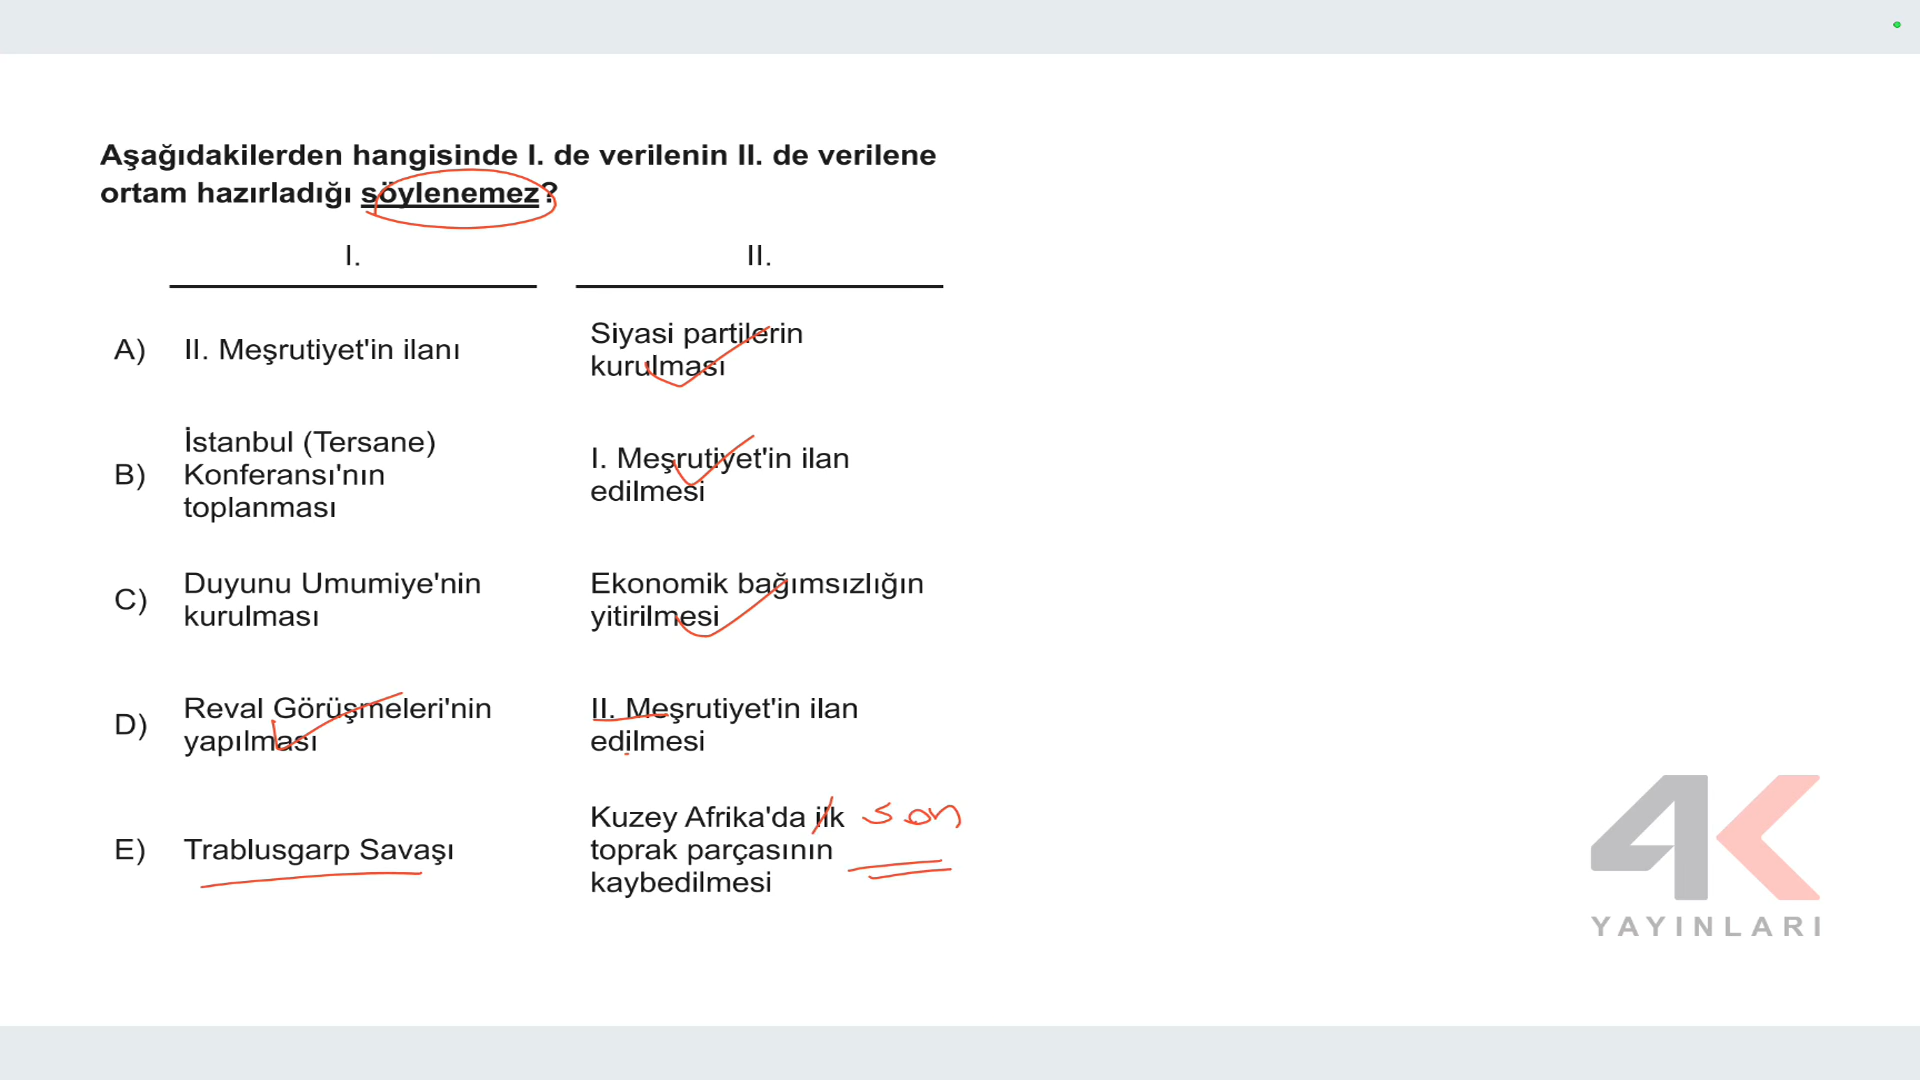 Aşağıdakilerden hangisinde I. de verilenin II. de verilene
ortam hazırladığı söylenemez?
I. II.
A) II. Meşrutiyet'in ilanı
Siyasi partilerin
kurulması
B) İstanbul (Tersane)
Konferansı'nın
toplanması
I. Meşrutiyet'in ilan
edilmesi
C) Duyunu Umumiye'nin
kurulması
Ekonomik bağımsızlığın
yitirilmesi
D) Reval Görüşmeleri'nin
yapılması
II. Meşrutiyet'in ilan
edilmesi
E) Trablusgarp Savaşı
Kuzey Afrika'da ilk son
toprak parçasının
kaybedilmesi
4K
YAYINLARI